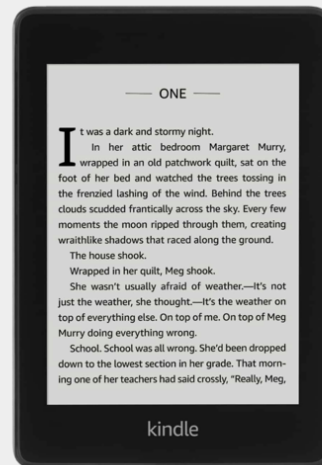 ONE
It was a dark and stormy night.
In her attic bedroom Margaret Murry,
wrapped in an old patchwork quilt, sat on the
foot of her bed and watched the trees tossing in
the frenzied lashing of the wind. Behind the trees
clouds scudded frantically across the sky. Every few
moments the moon ripped through them, creating
wraithlike shadows that raced along the ground.
The house shook.
Wrapped in her quilt, Meg shook.
She wasn't usually afraid of weather.—It's not
just the weather, she thought.—It's the weather on
top of everything else. On top of me. On top of Meg
Murry doing everything wrong.
School. School was all wrong. She'd been dropped
down to the lowest section in her grade. That morn-
ing one of her teachers had said crossly, "Really, Meg,
kindle